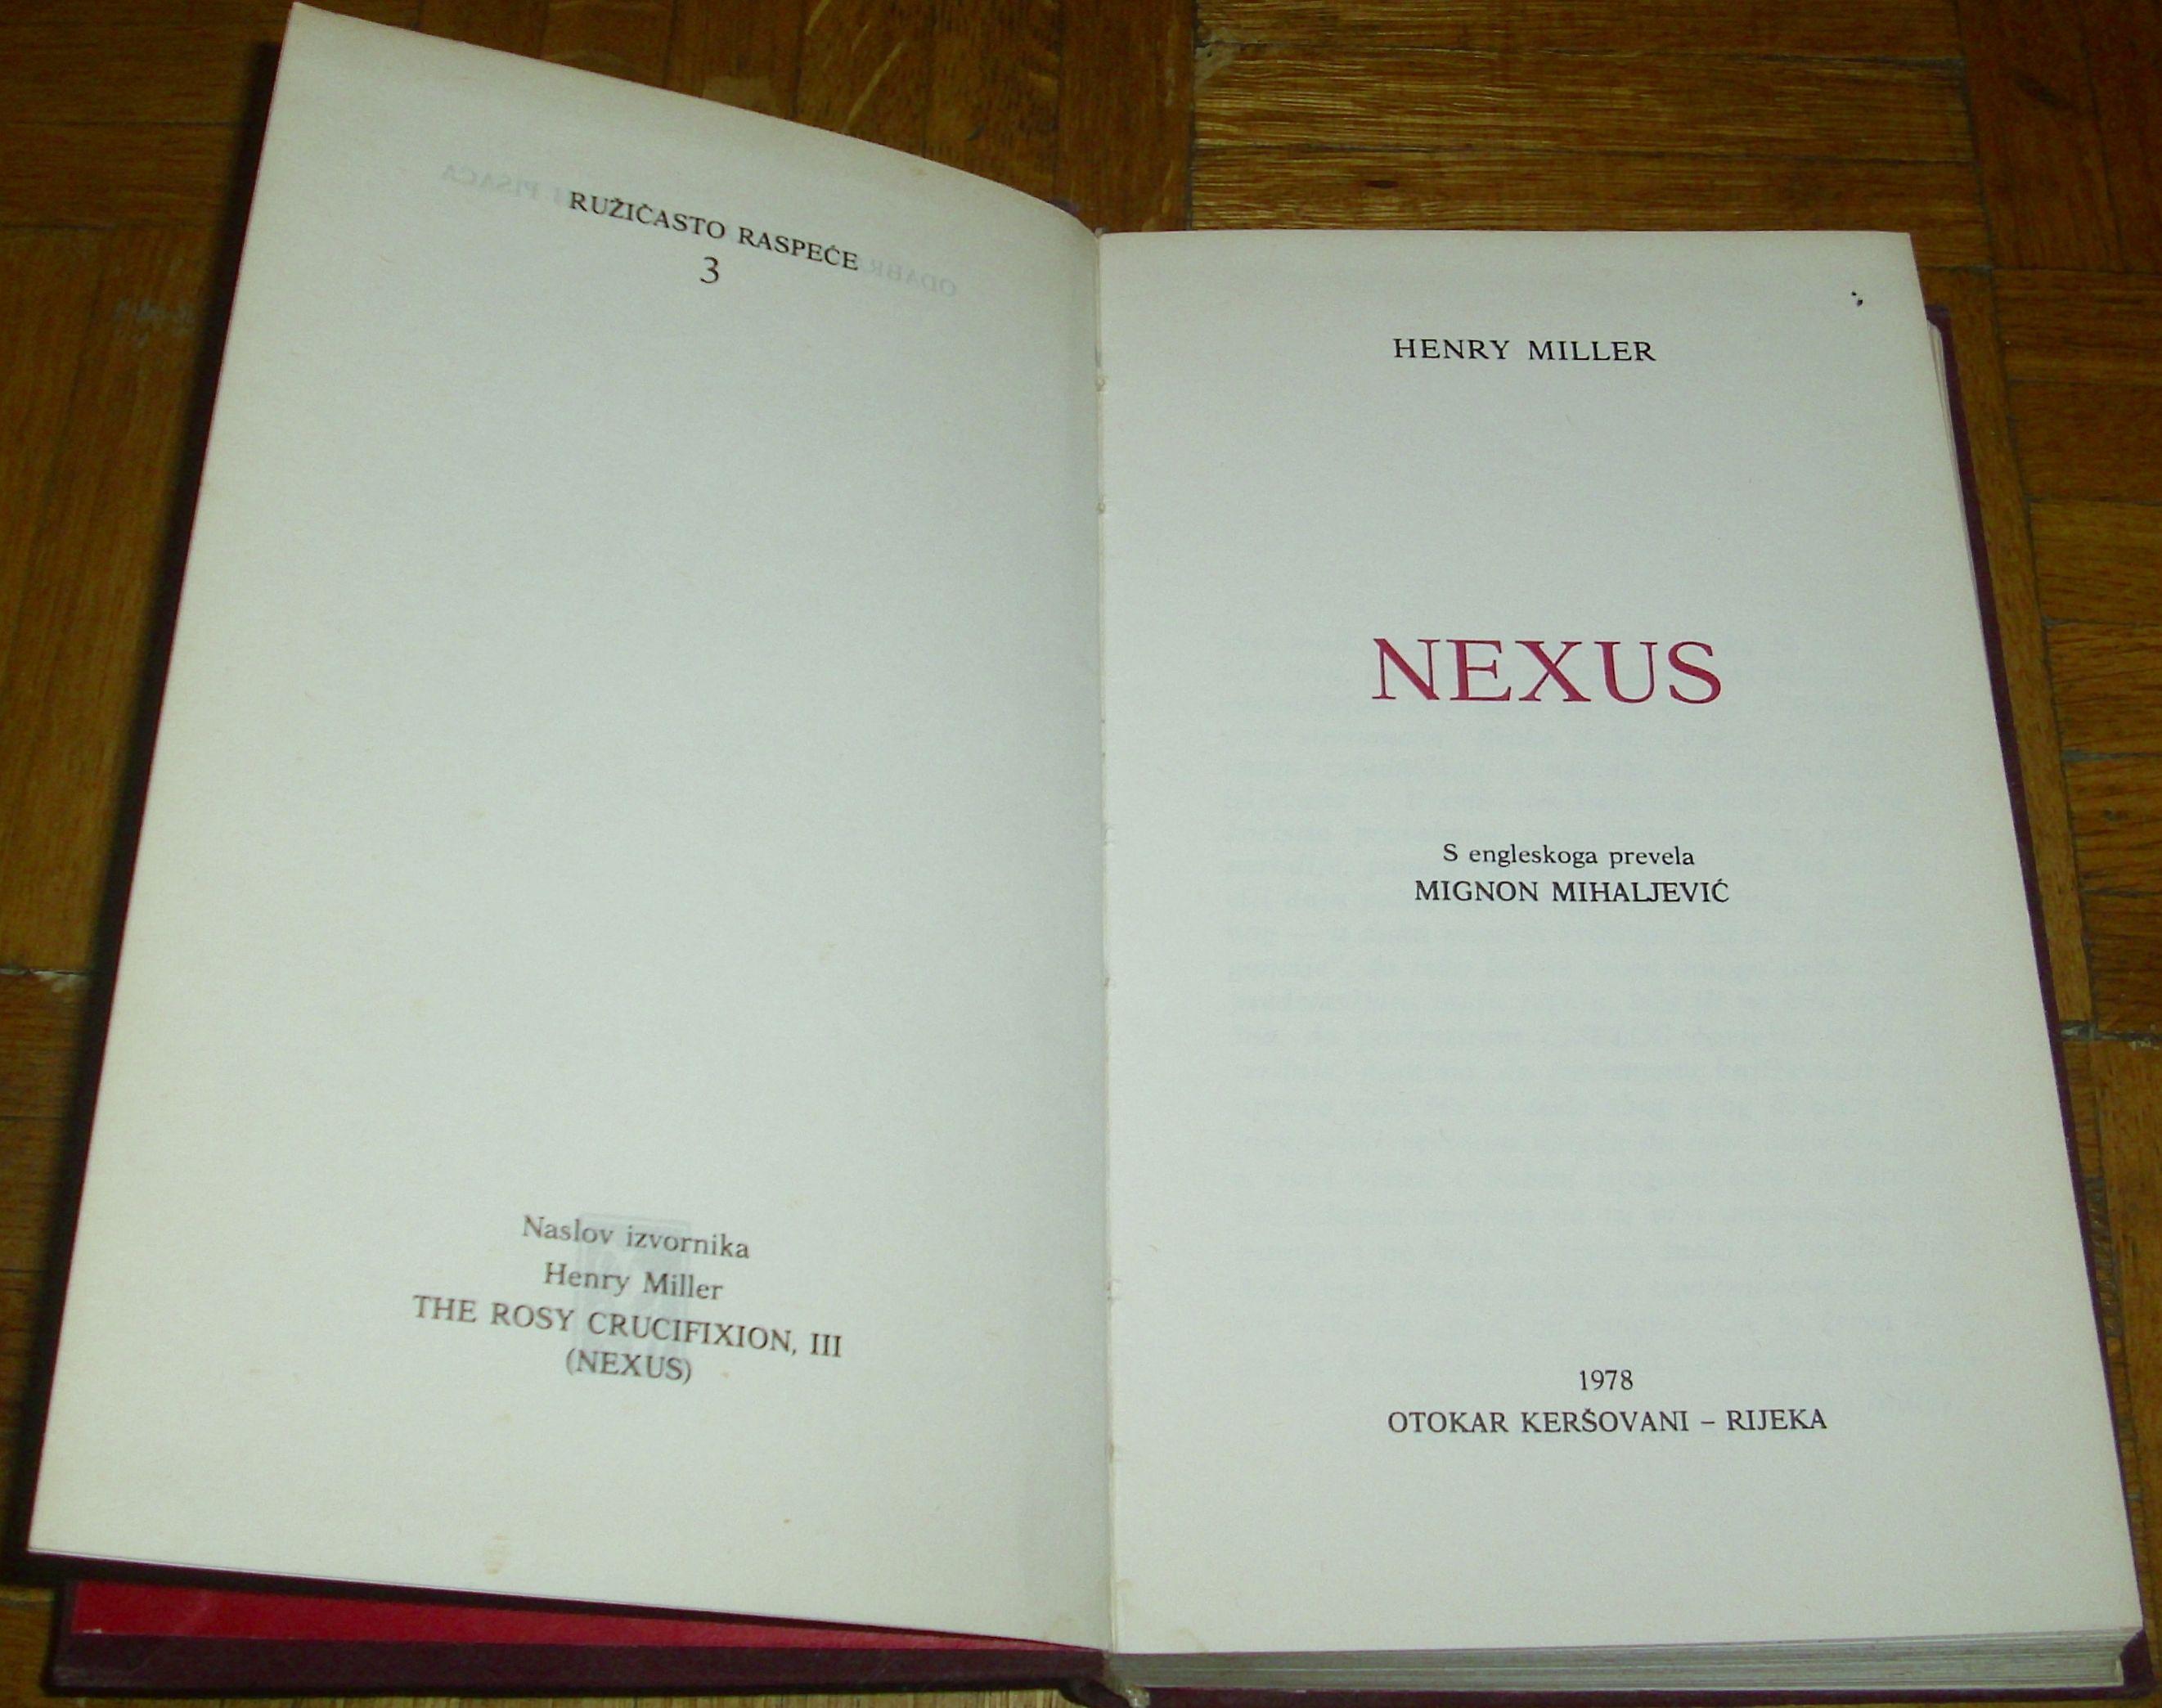 RUŽIČASTO RASPEĆE
3
Naslov izvornika
Henry Miller
THE ROSY CRUCIFIXION, III
(NEXUS)
HENRY MILLER
NEXUS
S engleskoga prevela
MIGNON MIHALJEVIĆ
1978
OTOKAR KERŠOVANI – RIJEKA